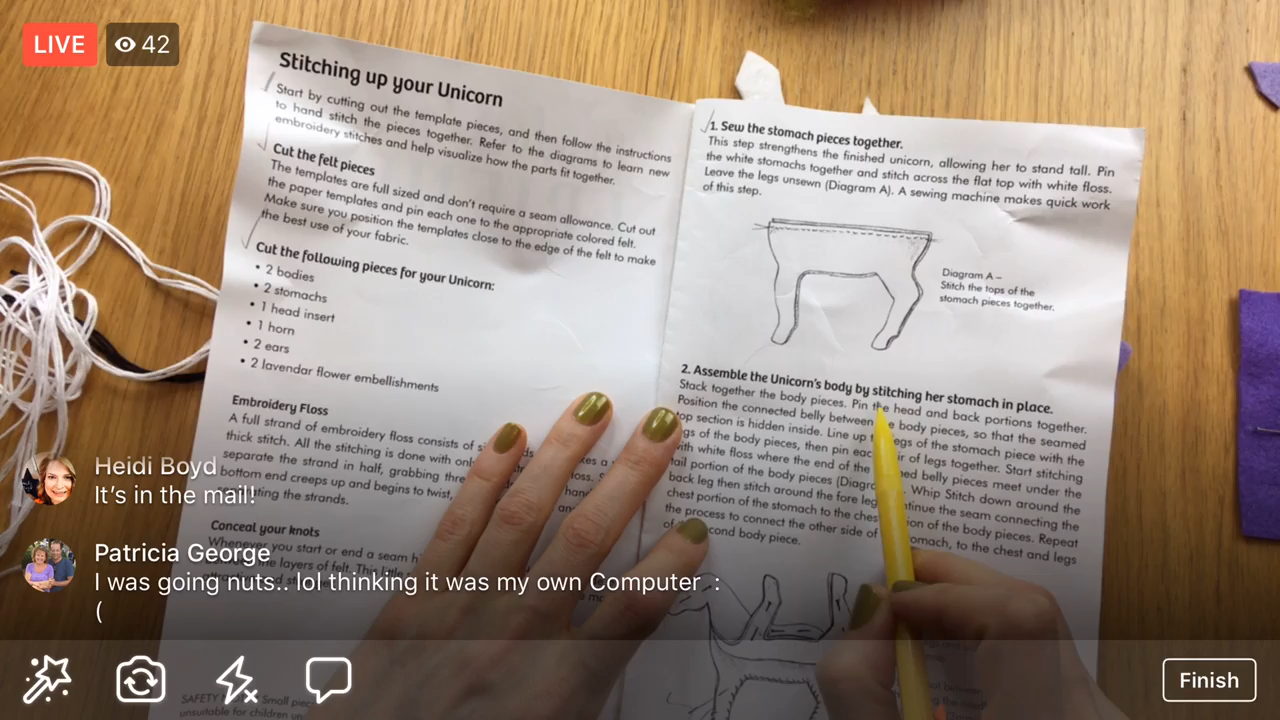 LIVE
42
Stitching up your Unicorn
Start by cutting out the template pieces, and then follow the instructions
to hand stitch the pieces together. Refer to the diagrams to learn new
embroidery stitches and help visualize how the parts fit together.
Cut the felt pieces
The templates are full sized and don't require a seam allowance. Cut out
the paper templates and pin each one to the appropriate colored felt.
Make sure you position the templates close to the edge of the felt to make
the best use of your fabric.
Cut the following pieces for your Unicorn:
• 2 bodies
• 2 stomachs
• 1 head insert
• 1 horn
• 2 ears
• 2 lavendar flower embellishments
Embroidery Floss
A full strand of embroidery floss consists of
thick stitch. All the stitching is done with only
separate the strand in half, grabbing
bottom end creeps up and begins to twist,
the strands.
Conceal your knots
Whenever you start or end a seam
layers of felt.
SAFETY Small
unsuitable for children
1. Sew the stomach pieces together.
This step strengthens the finished unicorn, allowing her to stand tall. Pin
the white stomachs together and stitch across the flat top with white floss.
Leave the legs unsewn (Diagram A). A sewing machine makes quick work
of this step.
Diagram A –
Stitch the tops of the
stomach pieces together.
2. Assemble the Unicorn's body by stitching her stomach in place.
Stack together the body pieces. Pin the head and back portions together.
Position the connected belly between body pieces, so that the seamed
top section is hidden inside. Line up legs of the stomach piece with the
of the body pieces, then pin of legs together. Start stitching
with white floss where the end of the belly pieces meet under the
tail portion of the body pieces Whip Stitch down around the
back leg then stitch around the fore the seam connecting the
chest portion of the stomach to the of the body pieces. Repeat
the process to connect the other side of to the chest and legs
of body piece.
Heidi Boyd
It's in the mail!
Patricia George
I was going nuts.. lol thinking it was my own Computer :
(
Finish